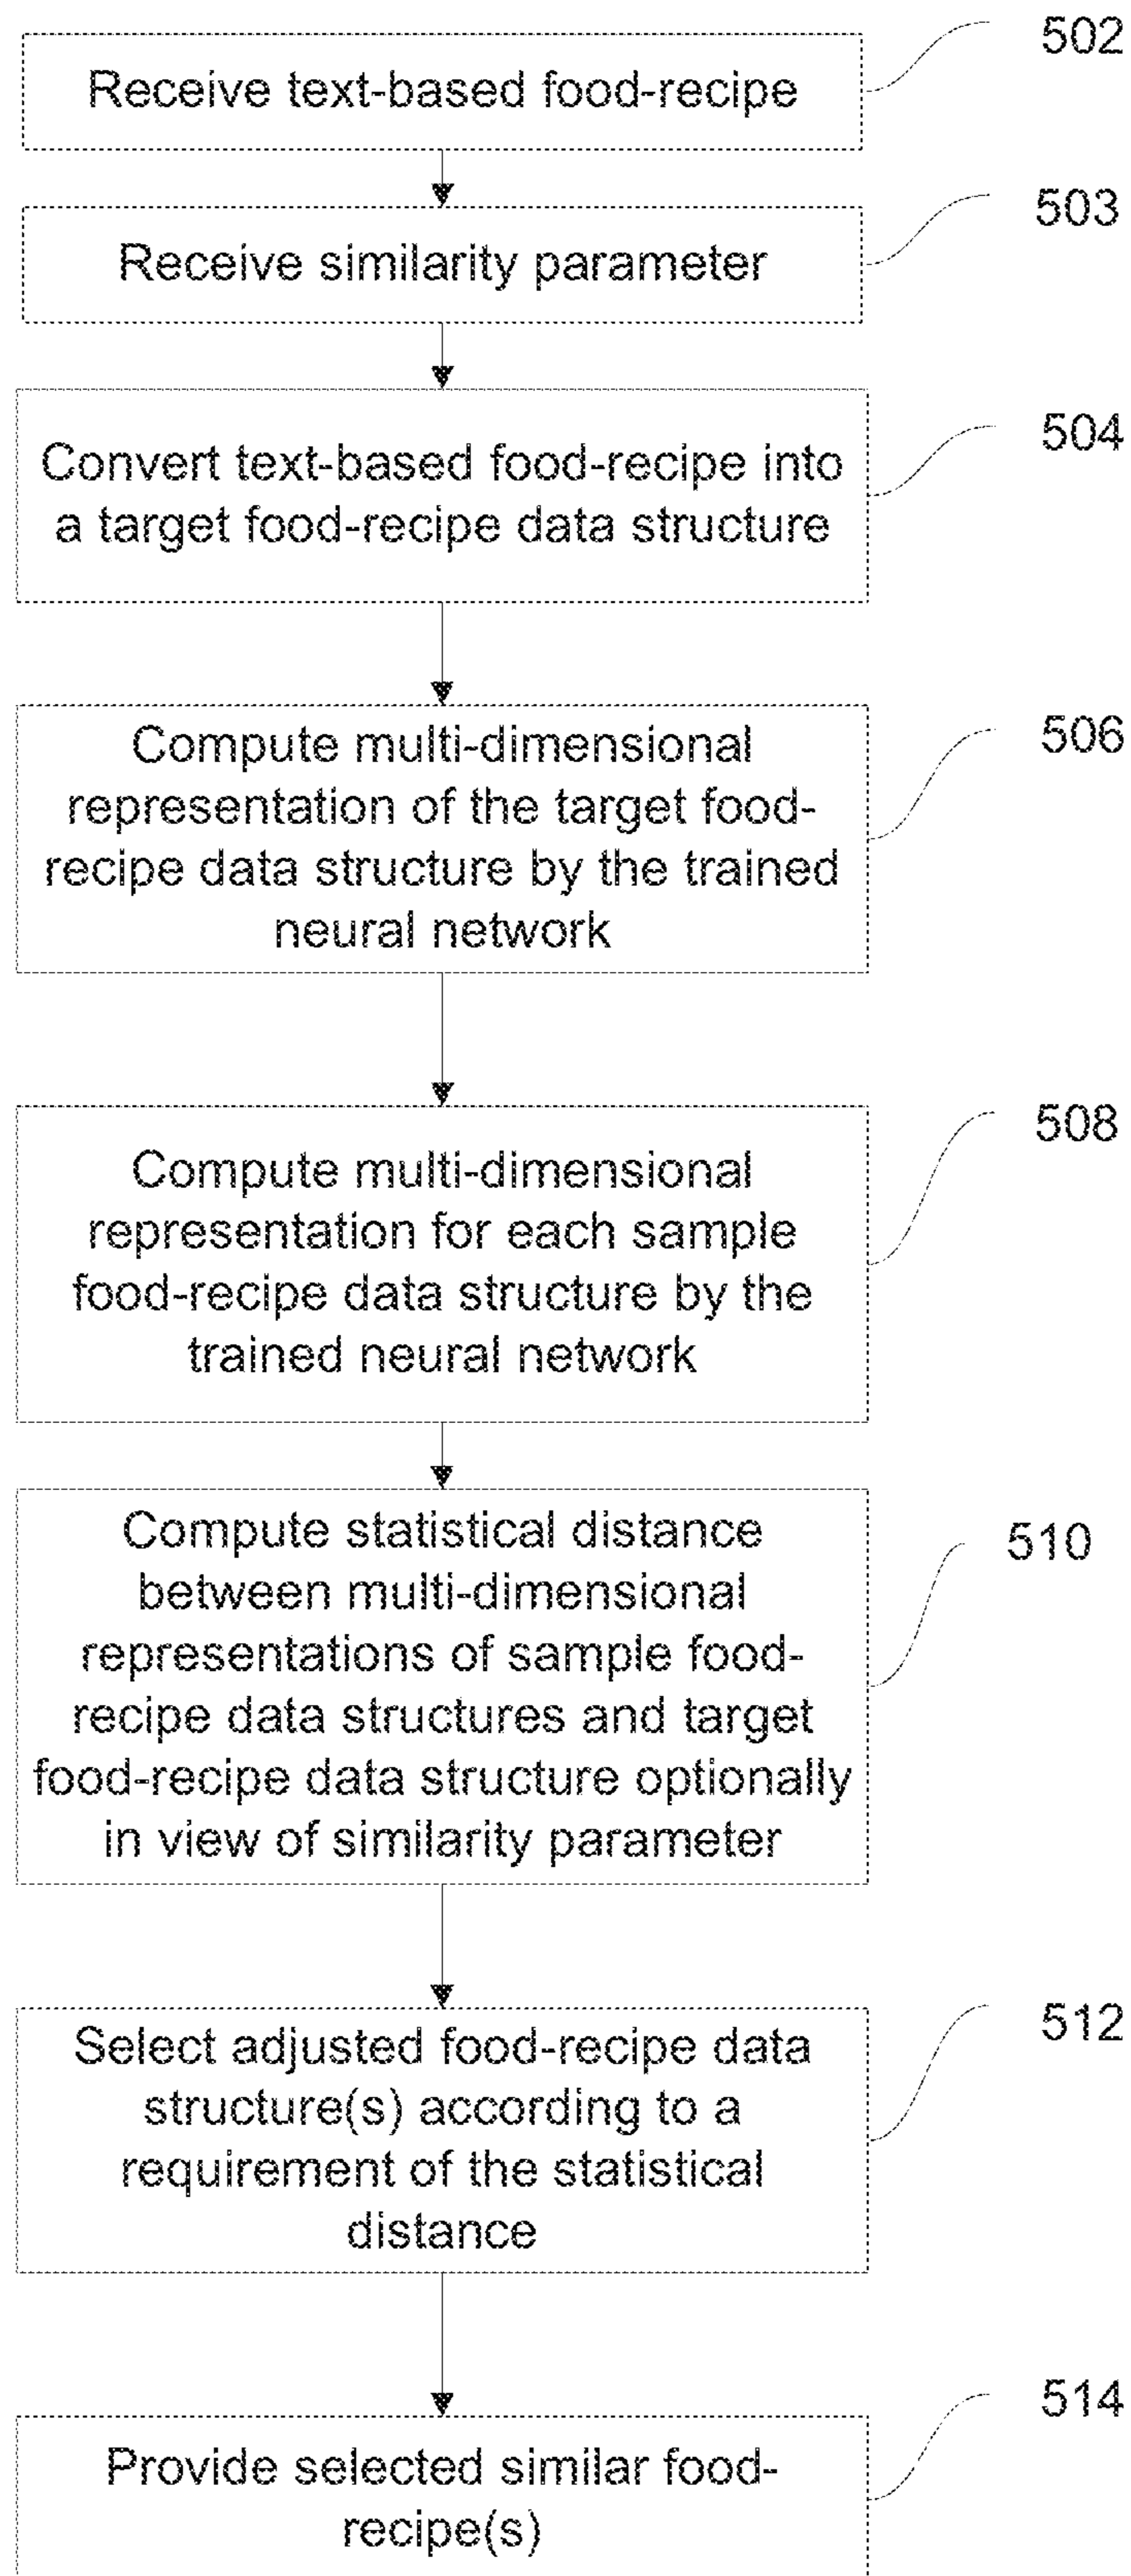 502
Receive text-based food-recipe
503
Receive similarity parameter
504
Convert text-based food-recipe into
a target food-recipe data structure
506
Compute multi-dimensional
representation of the target food-
recipe data structure by the trained
neural network
508
Compute multi-dimensional
representation for each sample
food-recipe data structure by the
trained neural network
510
Compute statistical distance
between multi-dimensional
representations of sample food-
recipe data structures and target
food-recipe data structure optionally
in view of similarity parameter
512
Select adjusted food-recipe data
structure(s) according to a
requirement of the statistical
distance
514
Provide selected similar food-
recipe(s)